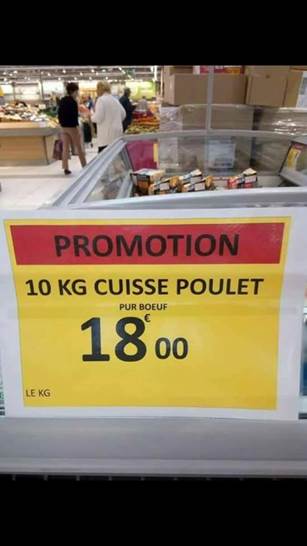 PROMOTION
10 KG CUISSE POULET
PUR BOEUF
18€00
LE KG